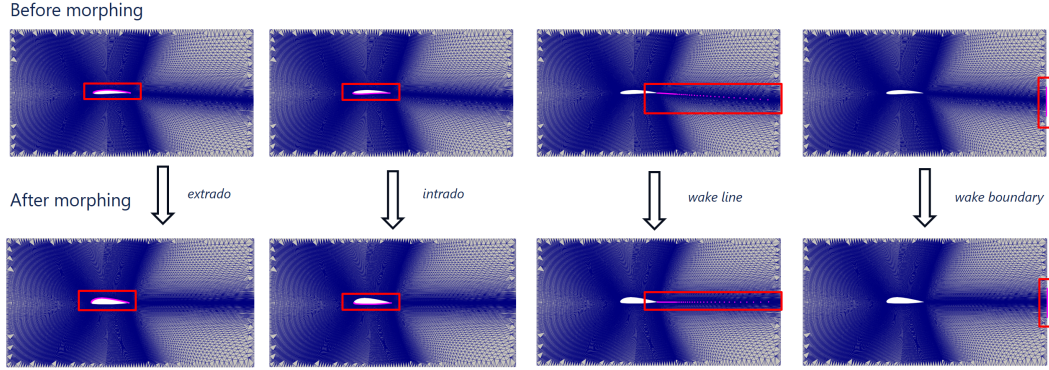 Before morphing
extrado
intrado
wake line
wake boundary
After morphing